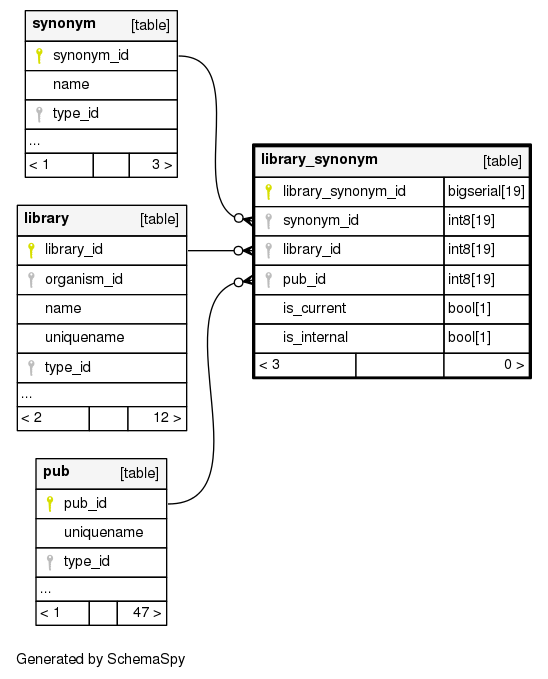 synonym [table]
synonym_id
name
type_id
...
< 1 3 >
library [table]
library_id
organism_id
name
uniquename
type_id
...
< 2 12 >
pub [table]
pub_id
uniquename
type_id
...
< 1 47 >
library_synonym [table]
library_synonym_id bigserial[19]
synonym_id int8[19]
library_id int8[19]
pub_id int8[19]
is_current bool[1]
is_internal bool[1]
< 3 0 >
Generated by SchemaSpy